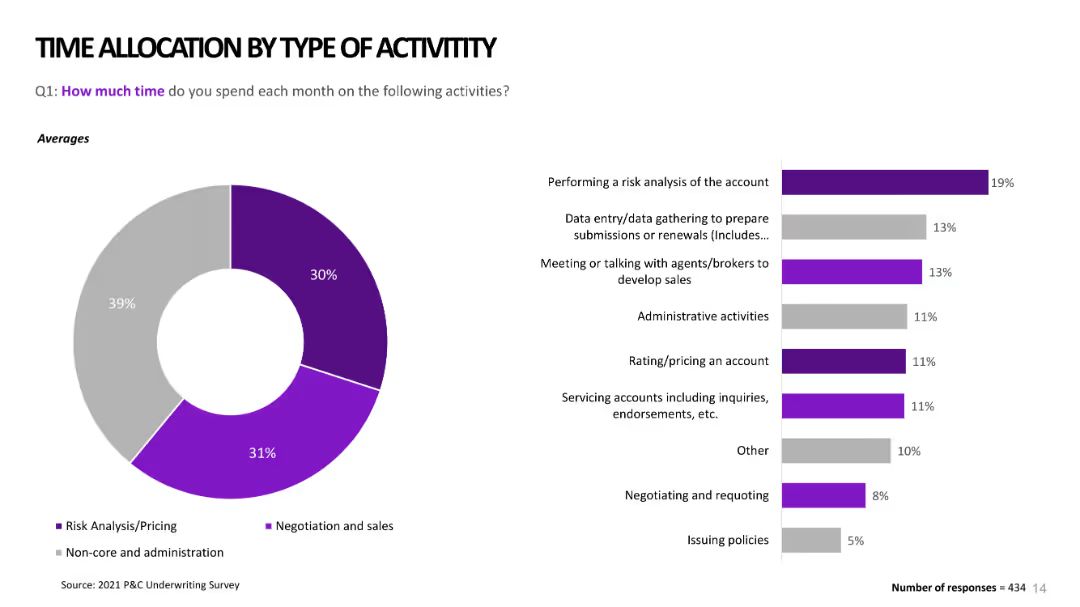 TIME ALLOCATION BY TYPE OF ACTIVITITY
Q1: How much time do you spend each month on the following activities?
Averages
30%
39%
31%
Risk Analysis/Pricing
Negotiation and sales
Non-core and administration
Performing a risk analysis of the account
19%
Data entry/data gathering to prepare
submissions or renewals (Includes...
13%
Meeting or talking with agents/brokers to
develop sales
13%
Administrative activities
11%
Rating/pricing an account
11%
Servicing accounts including inquiries,
endorsements, etc.
11%
Other
10%
Negotiating and requoting
8%
Issuing policies
5%
Source: 2021 P&C Underwriting Survey
Number of responses = 434
14